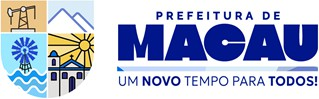 PREFEITURA DE
MACAU
UM NOVO TEMPO PARA TODOS!